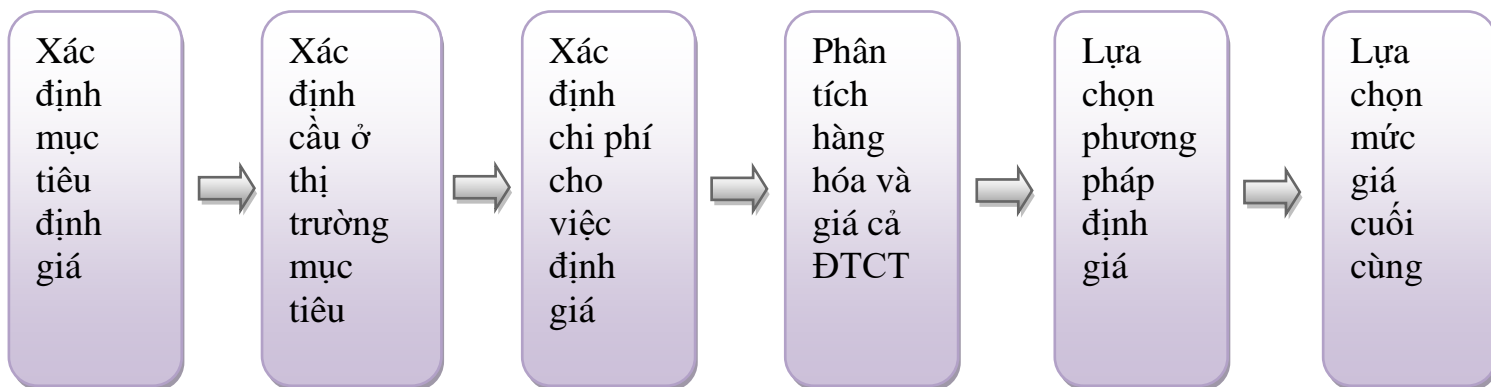 Xác
định
mục
tiêu
định
giá
Xác
định
cầu ở
thị
trường
mục
tiêu
Xác
định
chi phí
cho
việc
định
giá
Phân
tích
hàng
hóa và
giá cả
ĐTCT
Lựa
chọn
phương
pháp
định
giá
Lựa
chọn
mức
giá
cuối
cùng